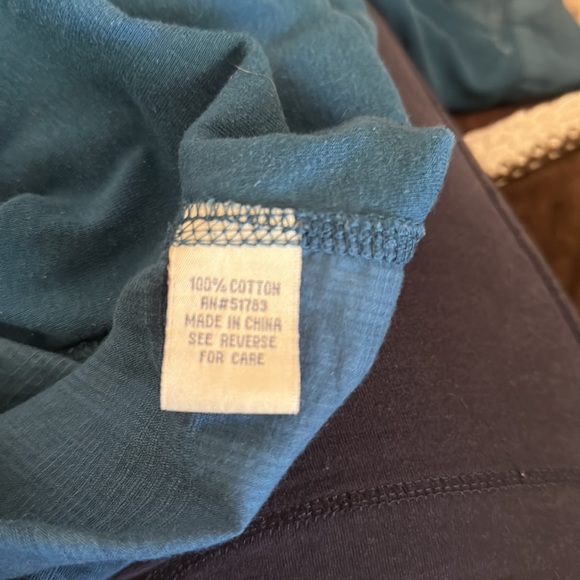 100% COTTON
RN#51783
MADE IN CHINA
SEE REVERSE
FOR CARE